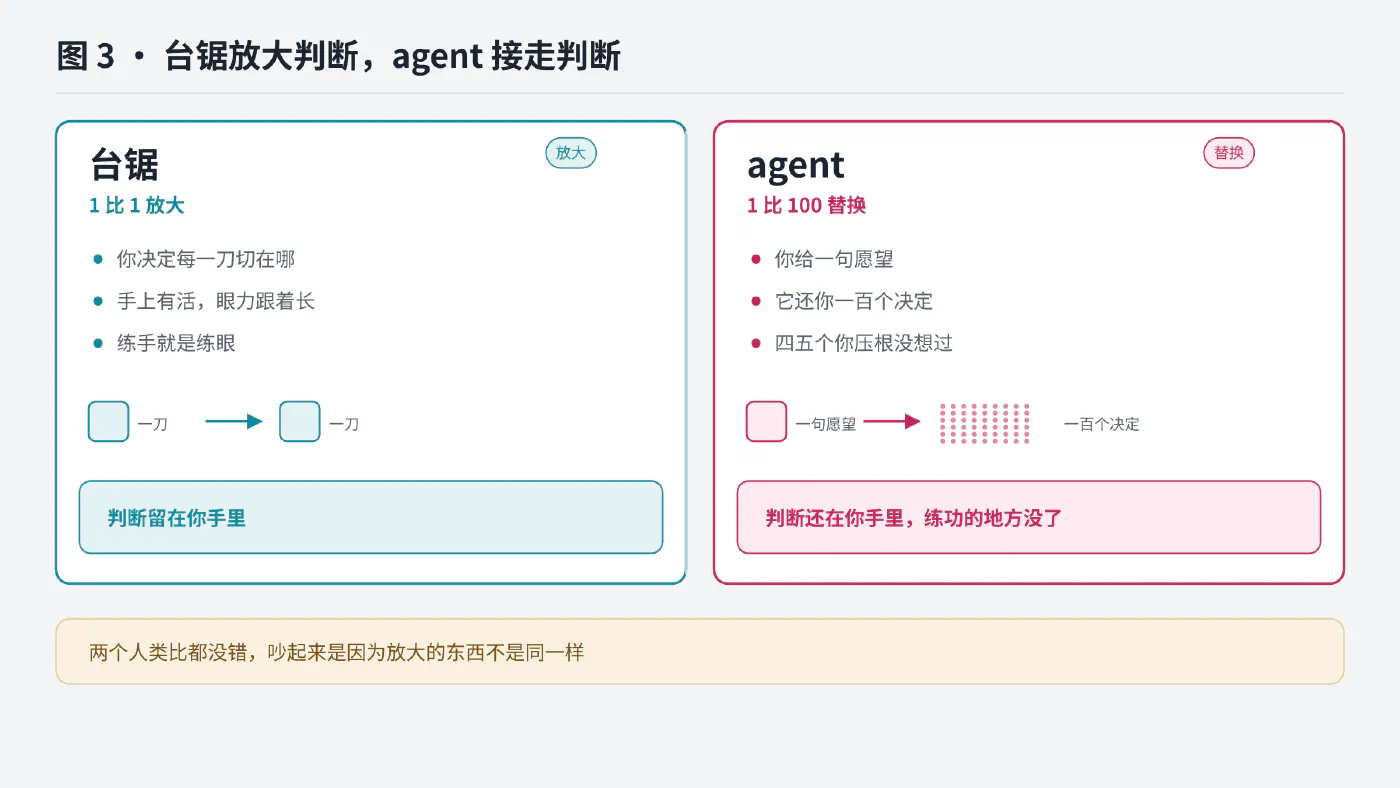 图 3 · 台锯放大判断，agent 接走判断
台锯
放大
1 比 1 放大
你决定每一刀切在哪
手上有活，眼力跟着长
练手就是练眼
一刀
一刀
判断留在你手里
agent
替换
1 比 100 替换
你给一句愿望
它还你一百个决定
四五个你压根没想过
一句愿望
一百个决定
判断还在你手里，练功的地方没了
两个人类比都没错，吵起来是因为放大的东西不是同一样